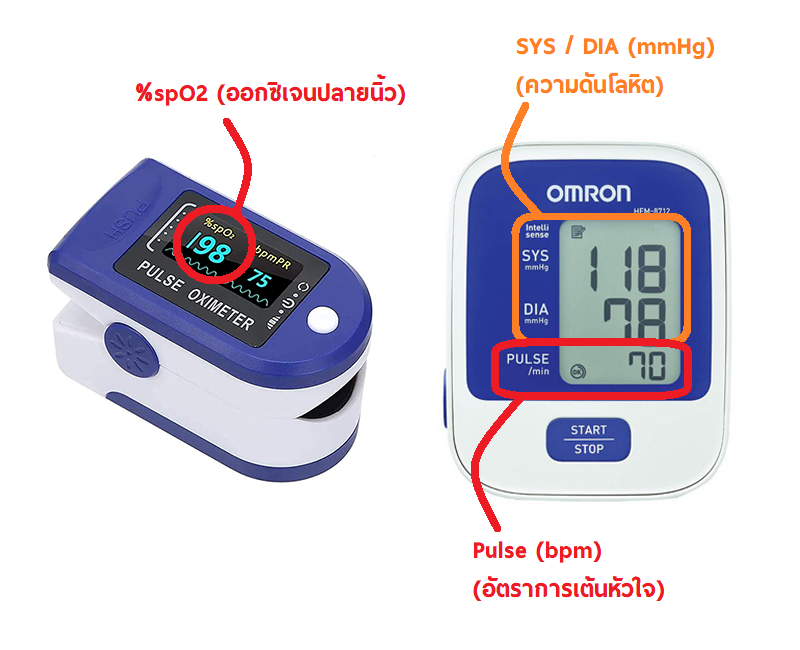 SYS / DIA (mmHg)
(ความดันโลหิต)
%spO2 (ออกซิเจนปลายนิ้ว)
PUSH
%spO₂
98
bpmPR
75
PULSE OXIMETER
OMRON
HEM-8712
Intelli
sense
SYS
mmHg
118
DIA
mmHg
78
PULSE
/min
OK
70
START
STOP
Pulse (bpm)
(อัตราการเต้นหัวใจ)